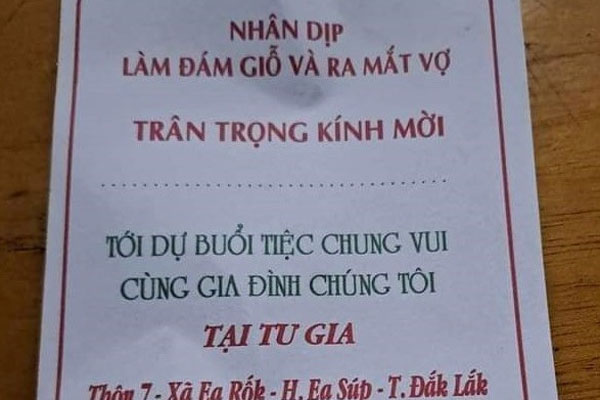 NHÂN DỊP
LÀM ĐÁM GIỖ VÀ RA MẮT VỢ
TRÂN TRỌNG KÍNH MỜI
................................................
TỚI DỰ BUỔI TIỆC CHUNG VUI
CÙNG GIA ĐÌNH CHÚNG TÔI
TẠI TƯ GIA
Thôn 7 - Xã Ea Rốk - H. Ea Súp - T. Đắk Lắk